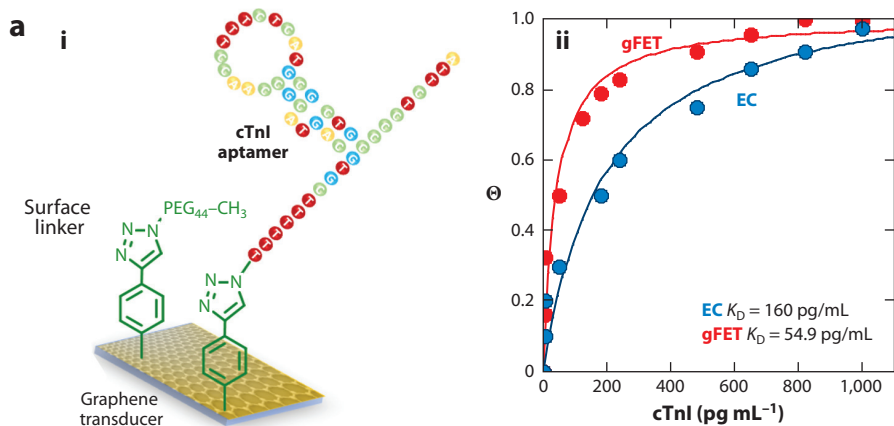 a i
cTnI
aptamer
Surface
linker
PEG₄₄–CH₃
N
N
N
N
N
N
T T T T T T
Graphene
transducer
ii
1.0
0.8
0.6
0.4
0.2
0
Θ
gFET
EC
EC K_D = 160 pg/mL
gFET K_D = 54.9 pg/mL
0 200 400 600 800 1,000
cTnI (pg mL⁻¹)